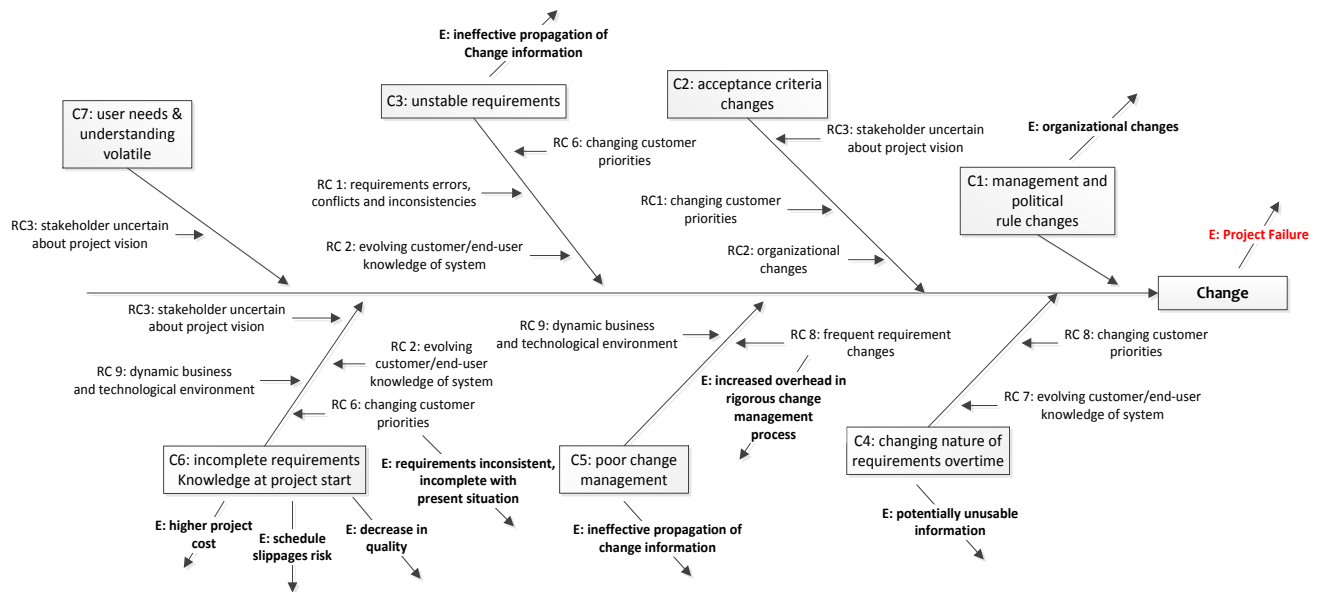 E: ineffective propagation of
Change information
C3: unstable requirements
C2: acceptance criteria
changes
C7: user needs &
understanding
volatile
E: organizational changes
RC3: stakeholder uncertain
about project vision
RC 6: changing customer
priorities
C1: management and
political
rule changes
RC 1: requirements errors,
conflicts and inconsistencies
RC1: changing customer
priorities
RC3: stakeholder uncertain
about project vision
E: Project Failure
RC 2: evolving customer/end-user
knowledge of system
RC2: organizational
changes
Change
RC3: stakeholder uncertain
about project vision
RC 9: dynamic business
and technological environment
RC 8: frequent requirement
changes
RC 8: changing customer
priorities
RC 2: evolving
customer/end-user
knowledge of system
RC 9: dynamic business
and technological environment
E: increased overhead in
rigorous change
management
process
RC 7: evolving customer/end-user
knowledge of system
RC 6: changing customer
priorities
C4: changing nature of
requirements overtime
C6: incomplete requirements
Knowledge at project start
E: requirements inconsistent,
incomplete with
present situation
C5: poor change
management
E: higher project
cost
E: schedule
slippages risk
E: decrease in
quality
E: ineffective propagation of
change information
E: potentially unusable
information